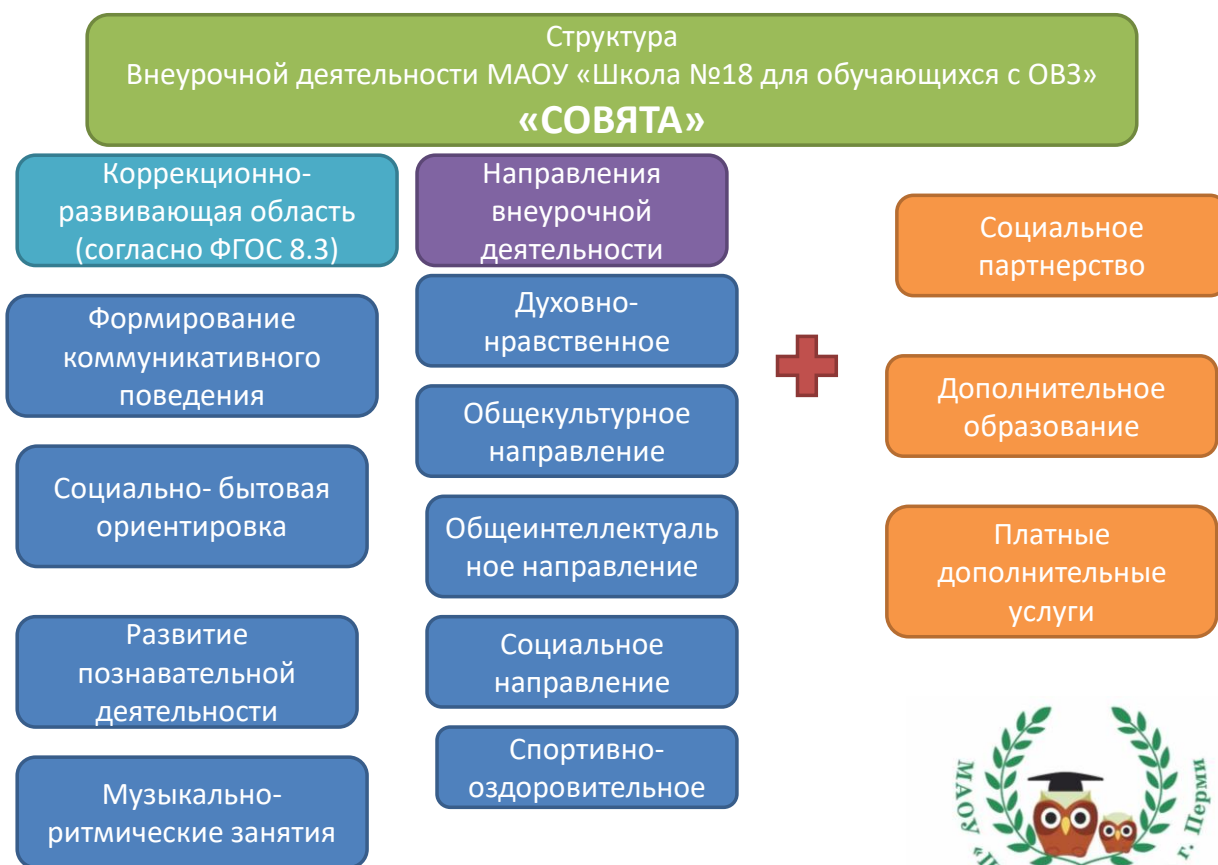 Структура
Внеурочной деятельности МАОУ «Школа №18 для обучающихся с ОВЗ»
«СОВЯТА»
Коррекционно-
развивающая область
(согласно ФГОС 8.3)
Формирование
коммуникативного
поведения
Социально- бытовая
ориентировка
Развитие
познавательной
деятельности
Музыкально-
ритмические занятия
Направления
внеурочной
деятельности
Духовно-
нравственное
Общекультурное
направление
Общеинтеллектуаль
ное направление
Социальное
направление
Спортивно-
оздоровительное
Социальное
партнерство
Дополнительное
образование
Платные
дополнительные
услуги
МАОУ
г. Перми